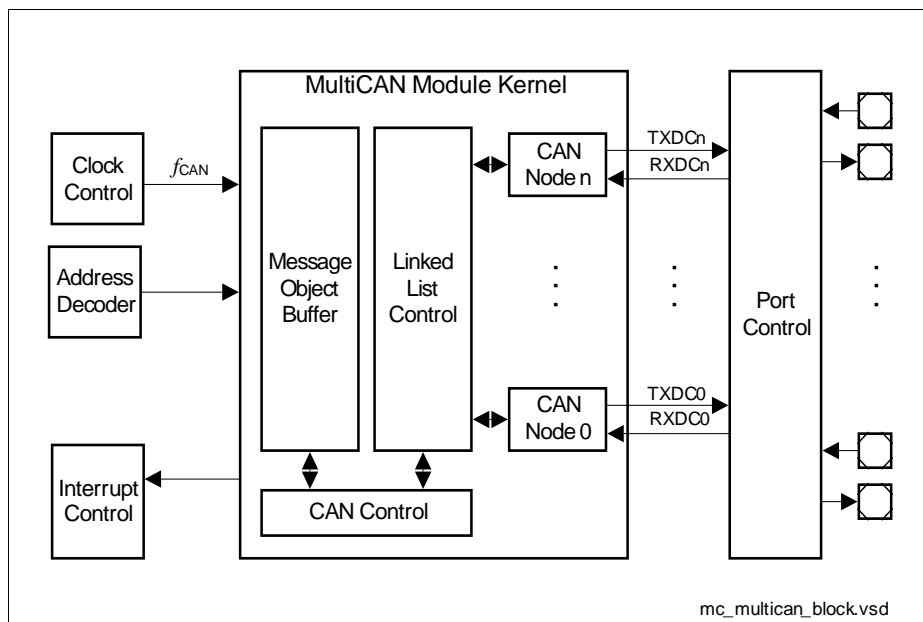 MultiCAN Module Kernel
Clock
Control
fCAN
Address
Decoder
Interrupt
Control
Message
Object
Buffer
Linked
List
Control
CAN Control
CAN
Node n
CAN
Node 0
TXDCn
RXDCn
TXDC0
RXDC0
Port
Control
mc_multican_block.vsd